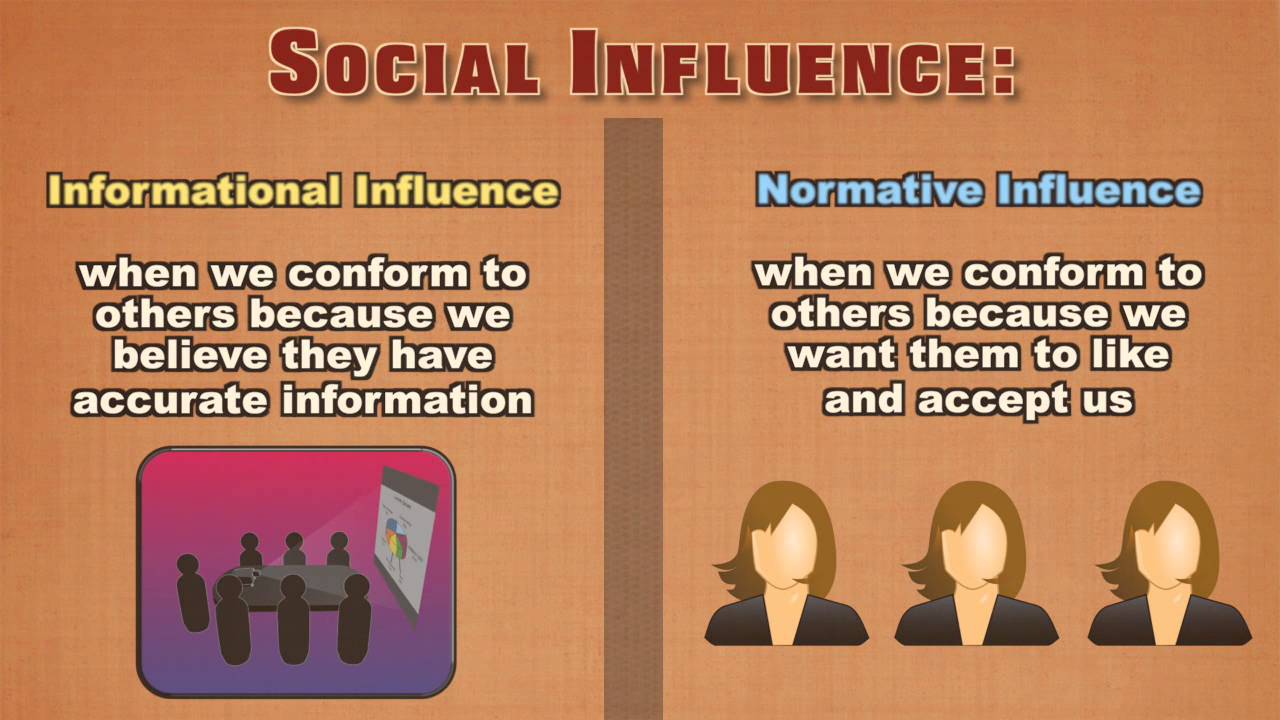 SOCIAL INFLUENCE:
Informational Influence
when we conform to
others because we
believe they have
accurate information
Normative Influence
when we conform to
others because we
want them to like
and accept us